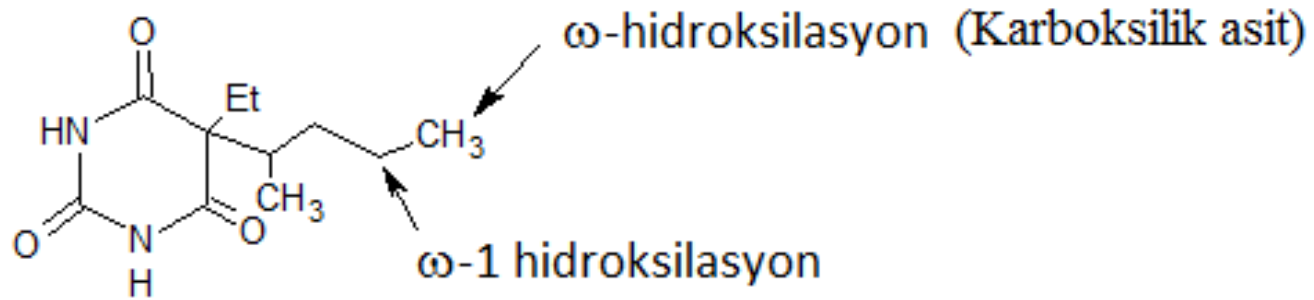 ω-hidroksilasyon (Karboksilik asit)
O
Et
HN
CH₃
CH₃
O
N
H
O
ω-1 hidroksilasyon